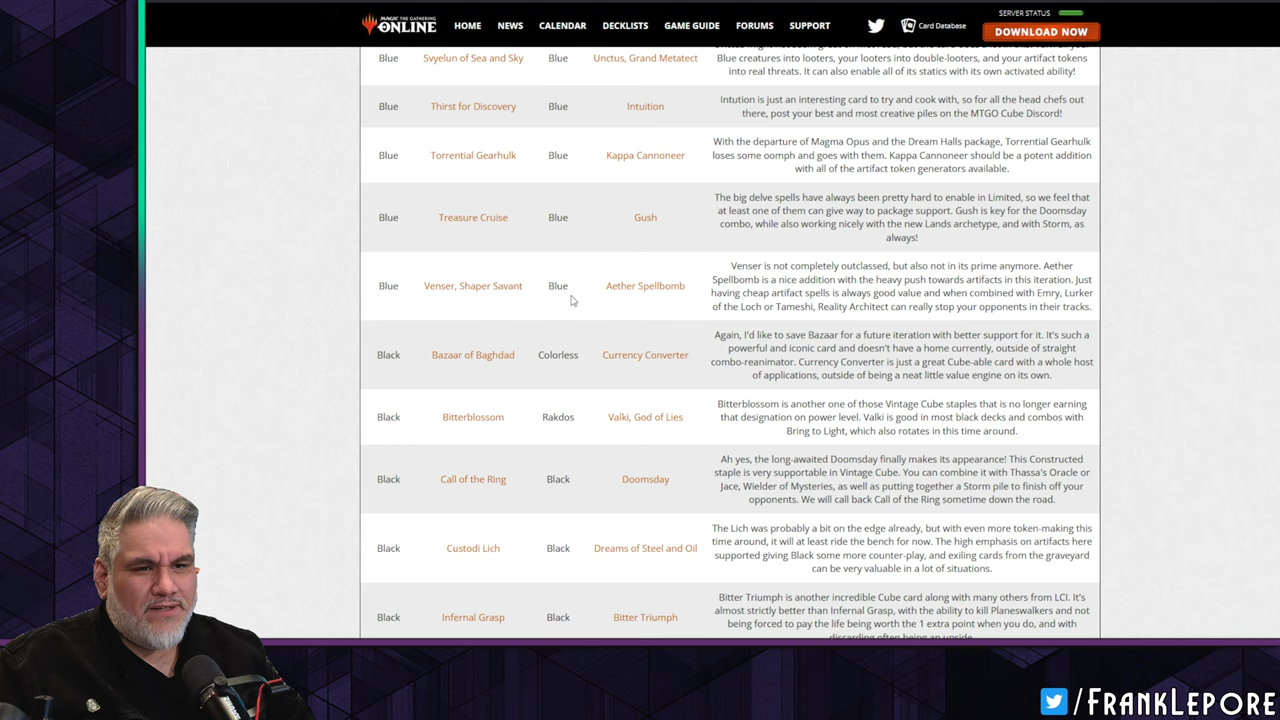 MAGIC THE GATHERING
ONLINE
HOME
NEWS
CALENDAR
DECKLISTS
GAME GUIDE
FORUMS
SUPPORT
Card Database
SERVER STATUS
DOWNLOAD NOW
Blue
Svyelun of Sea and Sky
Blue
Unctus, Grand Metatect
Blue creatures into looters, your looters into double-looters, and your artifact tokens
into real threats. It can also enable all of its statics with its own activated ability!
Blue
Thirst for Discovery
Blue
Intuition
Intution is just an interesting card to try and cook with, so for all the head chefs out
there, post your best and most creative piles on the MTGO Cube Discord!
Blue
Torrential Gearhulk
Blue
Kappa Cannoneer
With the departure of Magma Opus and the Dream Halls package, Torrential Gearhulk
loses some oomph and goes with them. Kappa Cannoneer should be a potent addition
with all of the artifact token generators available.
Blue
Treasure Cruise
Blue
Gush
The big delve spells have always been pretty hard to enable in Limited, so we feel that
at least one of them can give way to package support. Gush is key for the Doomsday
combo, while also working nicely with the new Lands archetype, and with Storm, as
always!
Blue
Venser, Shaper Savant
Blue
Aether Spellbomb
Venser is not completely outclassed, but also not in its prime anymore. Aether
Spellbomb is a nice addition with the heavy push towards artifacts in this iteration. Just
having cheap artifact spells is always good value and when combined with Emry, Lurker
of the Loch or Tameshi, Reality Architect can really stop your opponents in their tracks.
Black
Bazaar of Baghdad
Colorless
Currency Converter
Again, I'd like to save Bazaar for a future iteration with better support for it. It's such a
powerful and iconic card and doesn't have a home currently, outside of straight
combo-reanimator. Currency Converter is just a great Cube-able card with a whole host
of applications, outside of being a neat little value engine on its own.
Black
Bitterblossom
Rakdos
Valki, God of Lies
Bitterblossom is another one of those Vintage Cube staples that is no longer earning
that designation on power level. Valki is good in most black decks and combos with
Bring to Light, which also rotates in this time around.
Black
Call of the Ring
Black
Doomsday
Ah yes, the long-awaited Doomsday finally makes its appearance! This Constructed
staple is very supportable in Vintage Cube. You can combine it with Thassa's Oracle or
Jace, Wielder of Mysteries, as well as putting together a Storm pile to finish off your
opponents. We will call back Call of the Ring sometime down the road.
Black
Custodi Lich
Black
Dreams of Steel and Oil
The Lich was probably a bit on the edge already, but with even more token-making this
time around, it will at least ride the bench for now. The high emphasis on artifacts here
supported giving Black some more counter-play, and exiling cards from the graveyard
can be very valuable in a lot of situations.
Black
Infernal Grasp
Black
Bitter Triumph
Bitter Triumph is another incredible Cube card along with many others from LCI. It's
almost strictly better than Infernal Grasp, with the ability to kill Planeswalkers and not
being forced to pay the life being worth the 1 extra point when you do, and with
discarding often being an upside.
/FRANKLEPORE